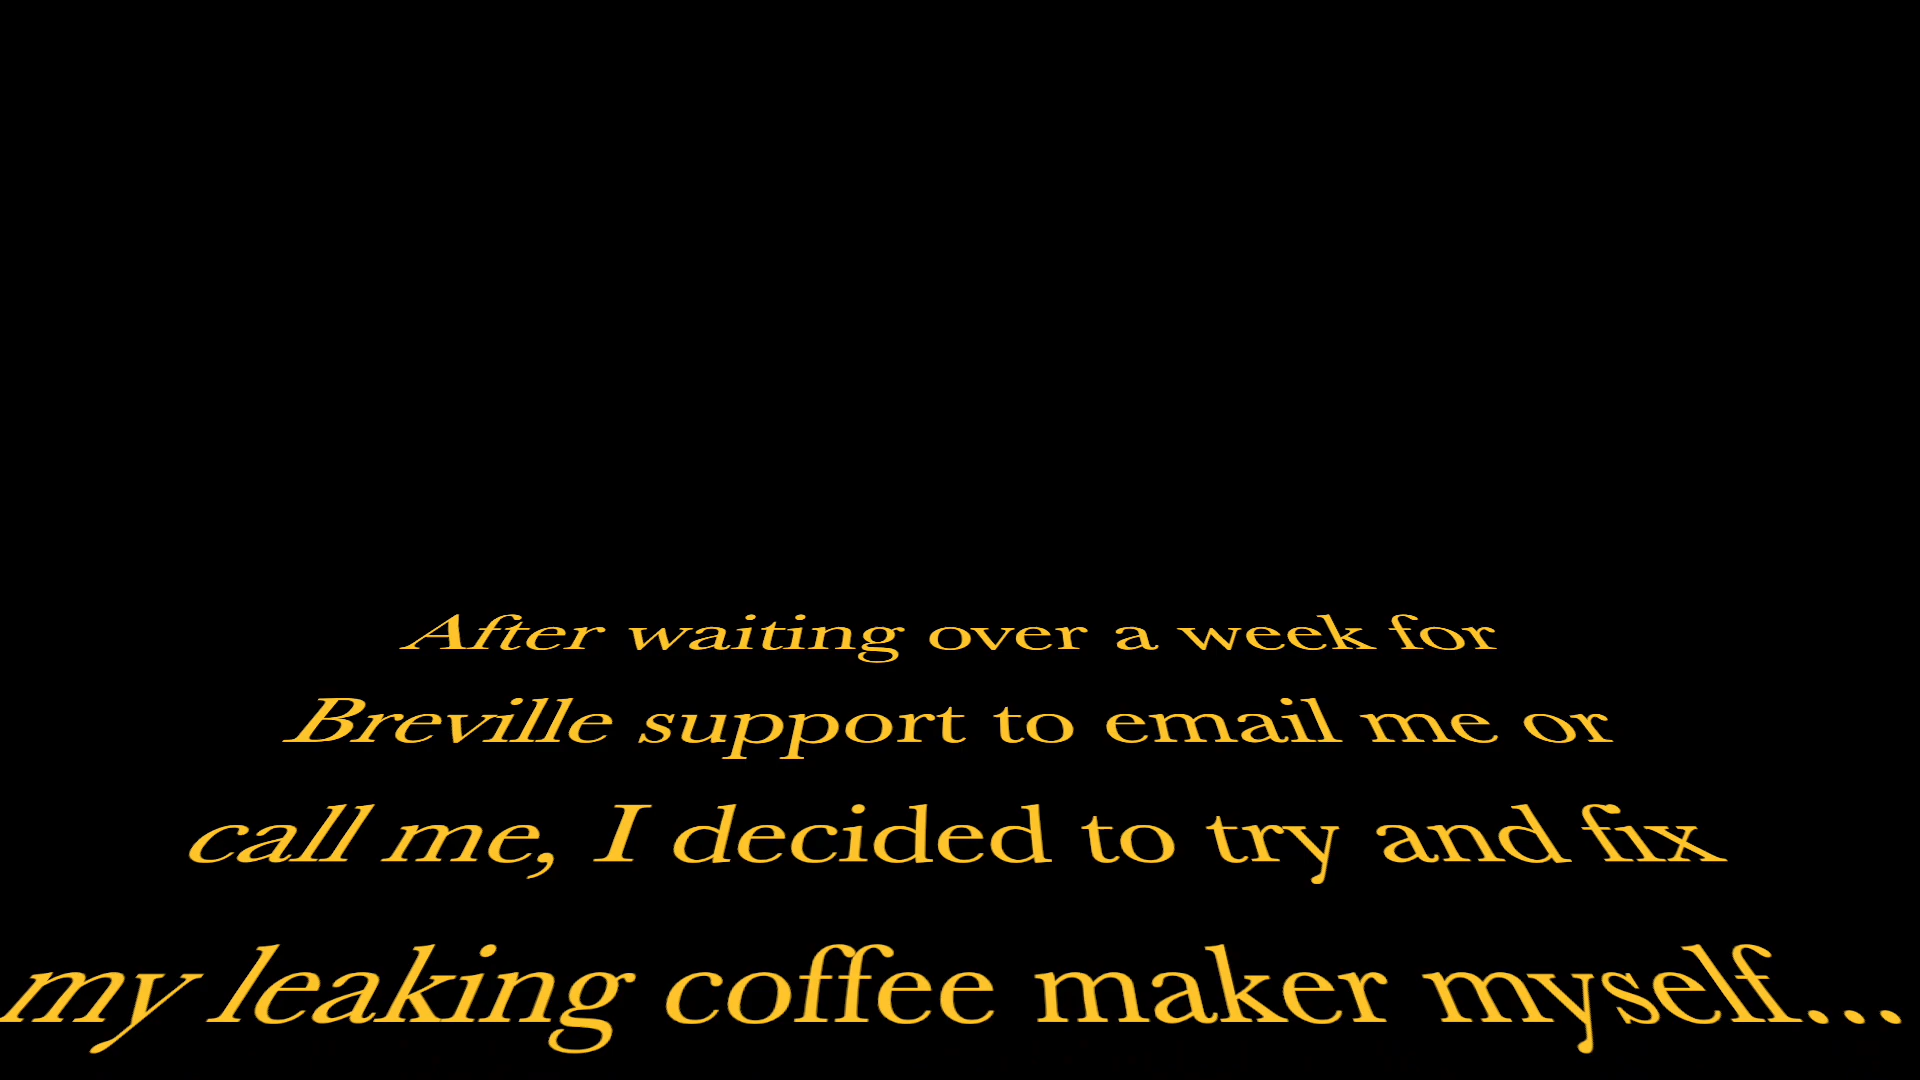 After waiting over a week for
Breville support to email me or
call me, I decided to try and fix
my leaking coffee maker myself...